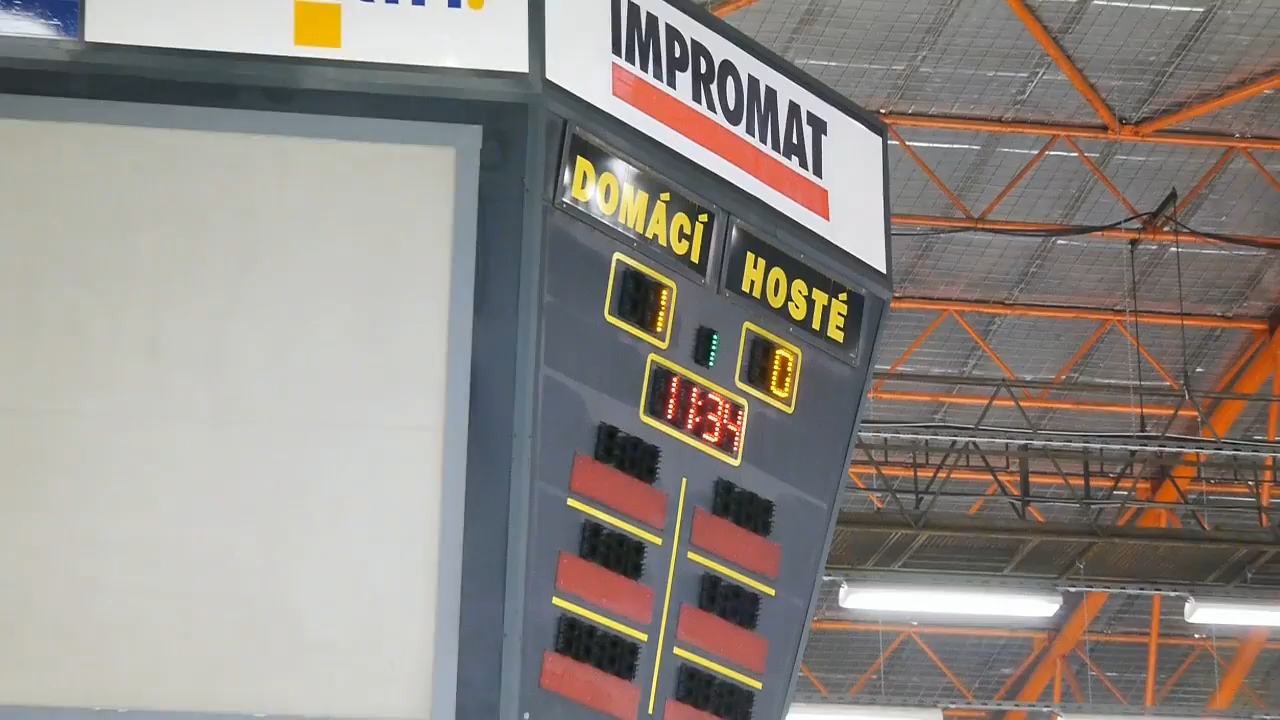 IMPROMAT
DOMÁCÍ
HOSTÉ
1
1
0
11:34